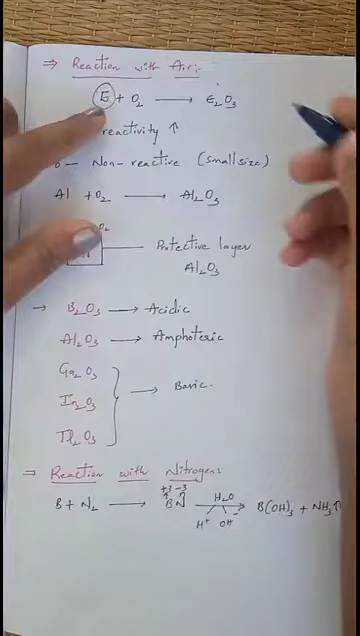 ⇒ Reaction with Air:
E + O₂ ⟶ E₂O₃
reactivity ↑
Non-reactive (small size)
Al + O₂ ⟶ Al₂O₃
O₂
Protective layer
Al₂O₃
→ B₂O₃ ⟶ Acidic
Al₂O₃ ⟶ Amphoteric
Ga₂O₃
In₂O₃ } ⟶ Basic.
Tl₂O₃
⇒ Reaction with Nitrogen:
+3 -3
B + N₂ ⟶ BN H₂O ⟶ B(OH)₃ + NH₃↑
H⁺ OH⁻